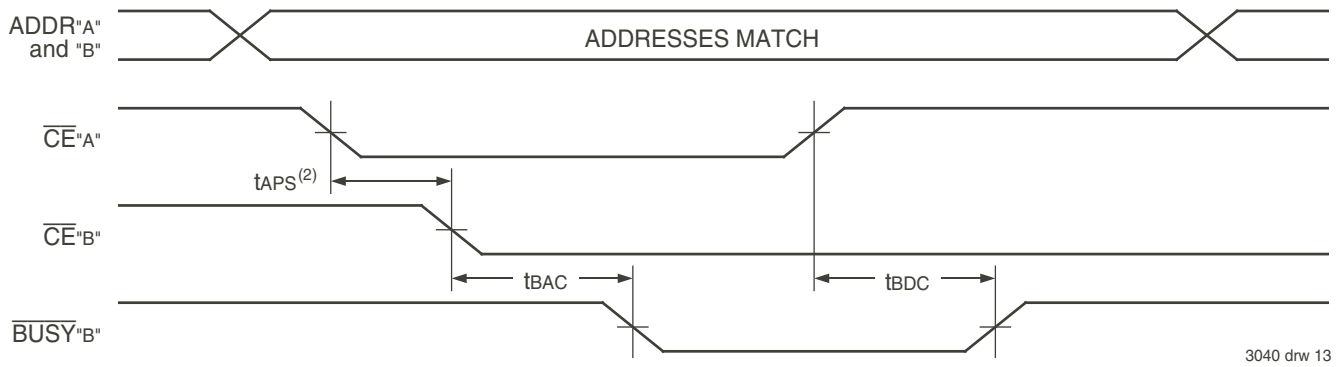 ADDR"A"
and "B"
ADDRESSES MATCH
CE"A"
tAPS(2)
CE"B"
tBAC
tBDC
BUSY"B"
3040 drw 13